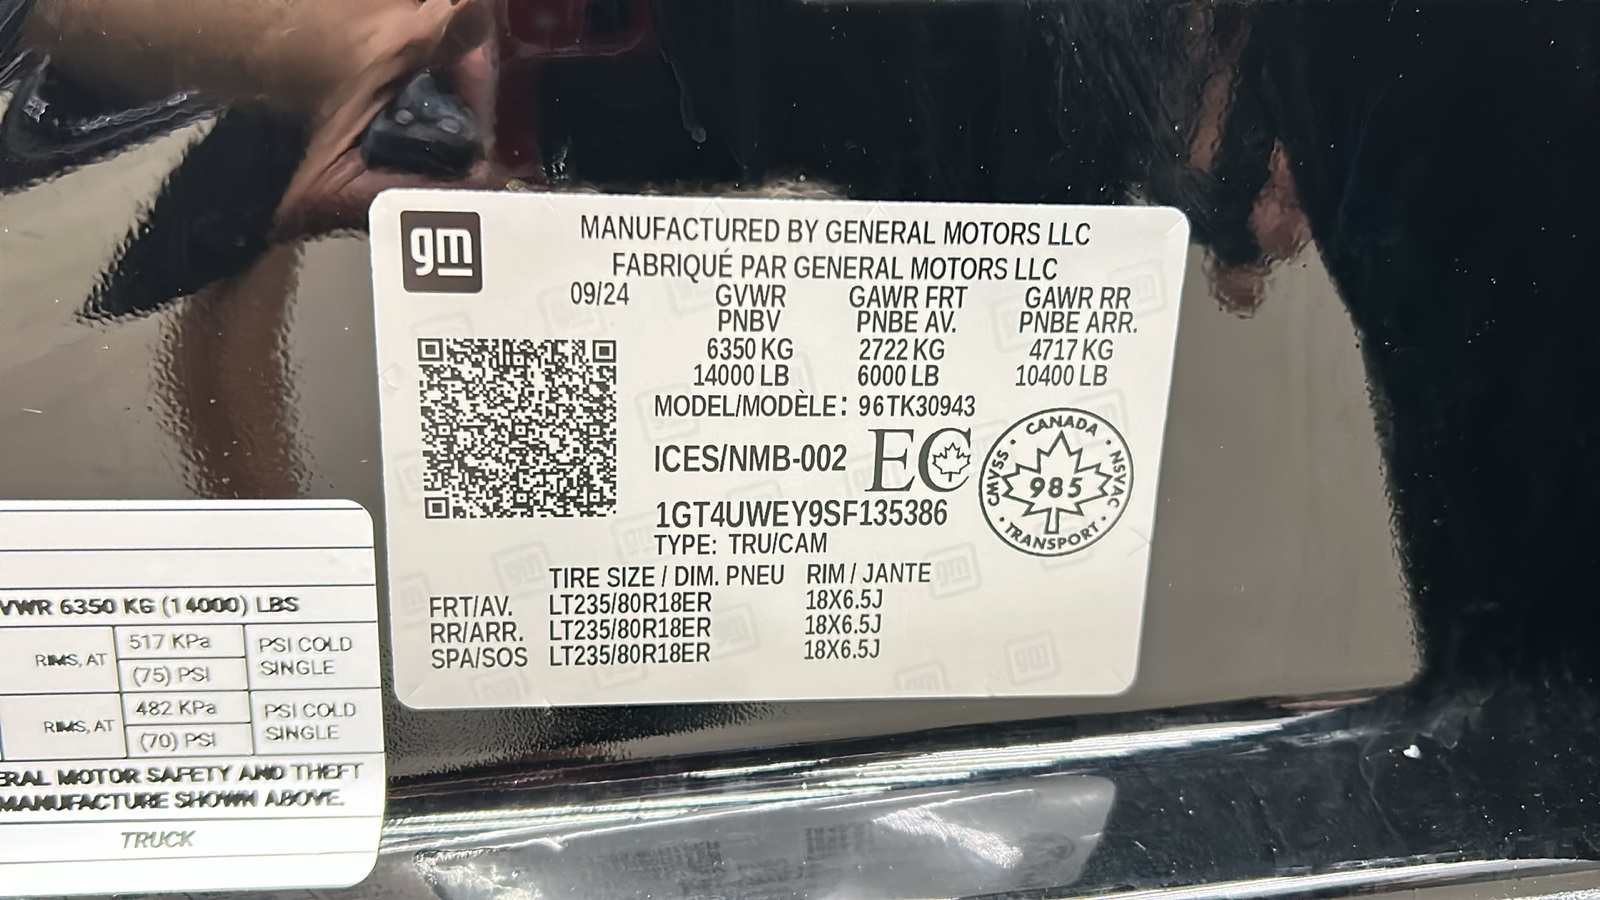 gm
MANUFACTURED BY GENERAL MOTORS LLC
FABRIQUÉ PAR GENERAL MOTORS LLC
09/24 GVWR GAWR FRT GAWR RR
PNBV PNBE AV. PNBE ARR.
6350 KG 2722 KG 4717 KG
14000 LB 6000 LB 10400 LB
MODEL/MODÈLE: 96TK30943
ICES/NMB-002 EC
CANADA
CMVSS 985 NSVAC
TRANSPORT
1GT4UWEY9SF135386
TYPE: TRU/CAM
TIRE SIZE / DIM. PNEU RIM / JANTE
FRT/AV. LT235/80R18ER 18X6.5J
RR/ARR. LT235/80R18ER 18X6.5J
SPA/SOS LT235/80R18ER 18X6.5J
VWR 6350 KG (14000) LBS
RIMS, AT 517 KPa PSI COLD
(75) PSI SINGLE
RIMS, AT 482 KPa PSI COLD
(70) PSI SINGLE
ERAL MOTOR SAFETY AND THEFT
MANUFACTURE SHOWN ABOVE.
TRUCK